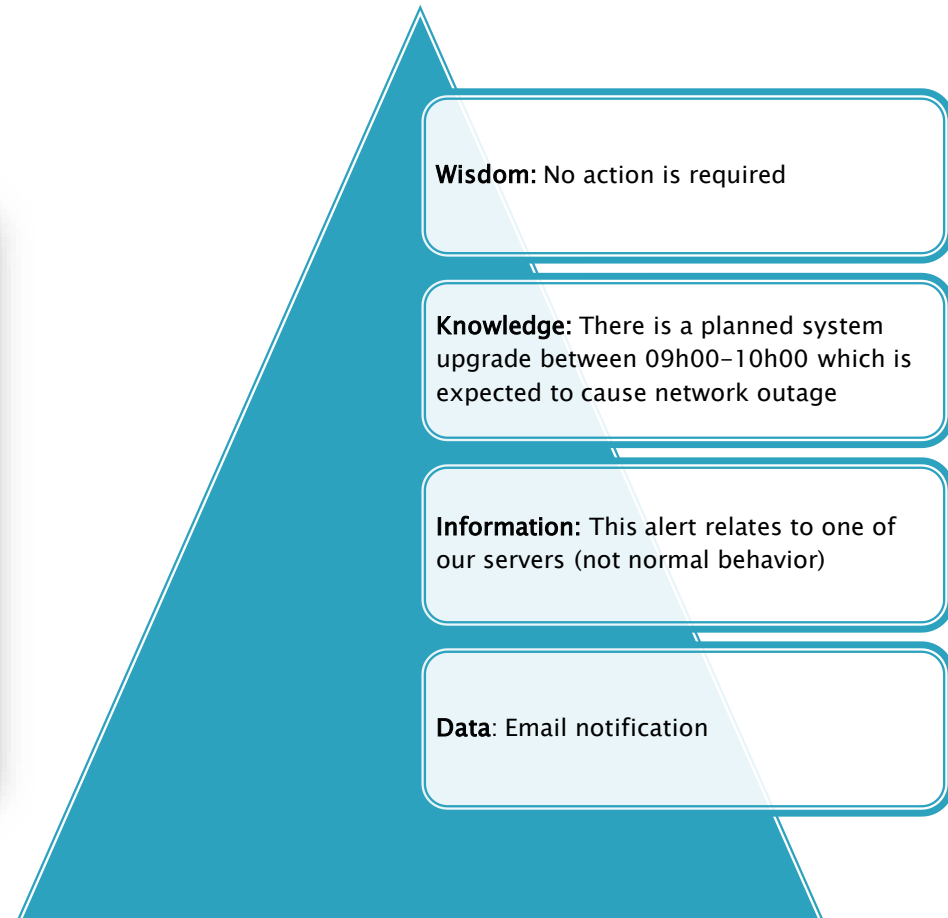 Wisdom: No action is required
Knowledge: There is a planned system
upgrade between 09h00-10h00 which is
expected to cause network outage
Information: This alert relates to one of
our servers (not normal behavior)
Data: Email notification